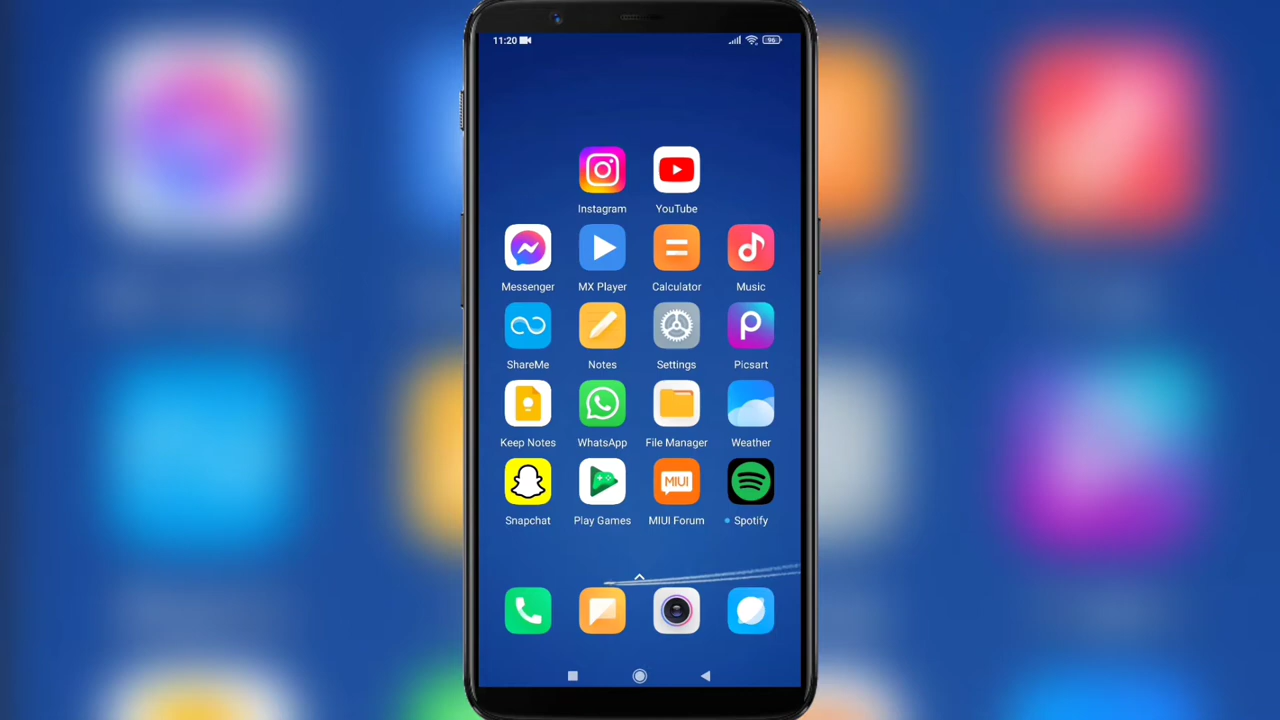 11:20
96
Instagram YouTube
Messenger MX Player Calculator Music
ShareMe Notes Settings Picsart
Keep Notes WhatsApp File Manager Weather
MIUI
Snapchat Play Games MIUI Forum Spotify